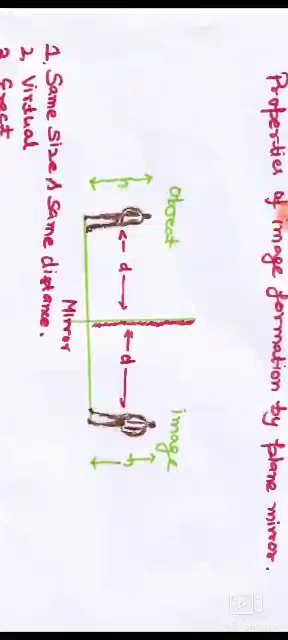 Properties of image formation by plane mirror.
Object
image
h
d
d
h
Mirror
1. Same size & same distance.
2, Virtual
3 Erect